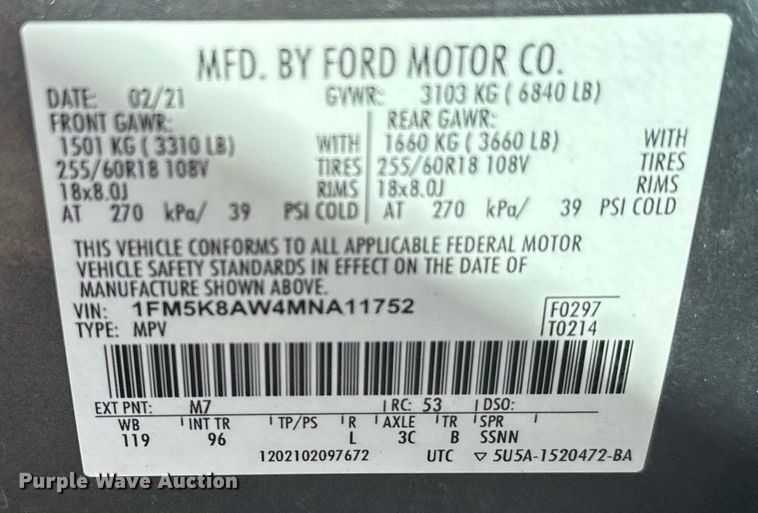 MFD. BY FORD MOTOR CO.
DATE: 02/21 GVWR: 3103 KG ( 6840 LB)
FRONT GAWR: REAR GAWR:
1501 KG ( 3310 LB) WITH 1660 KG ( 3660 LB) WITH
255/60R18 108V TIRES 255/60R18 108V TIRES
18x8.0J RIMS 18x8.0J RIMS
AT 270 kPa/ 39 PSI COLD AT 270 kPa/ 39 PSI COLD
THIS VEHICLE CONFORMS TO ALL APPLICABLE FEDERAL MOTOR
VEHICLE SAFETY STANDARDS IN EFFECT ON THE DATE OF
MANUFACTURE SHOWN ABOVE.
VIN: 1FM5K8AW4MNA11752 F0297
TYPE: MPV T0214
EXT PNT: M7 RC: 53 DSO:
WB INT TR TP/PS R AXLE TR SPR
119 96 L 3C B SSNN
1202102097672 UTC ▽ 5U5A-1520472-BA
Purple Wave Auction